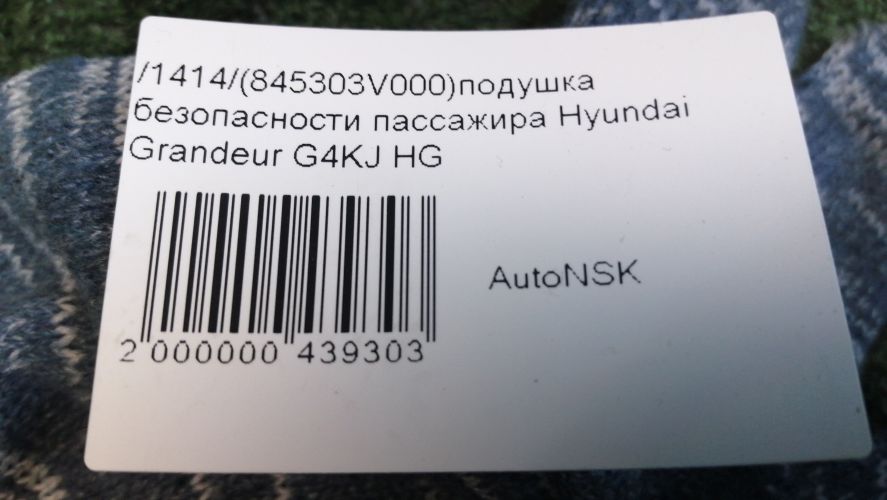 /1414/(845303V000)подушка
безопасности пассажира Hyundai
Grandeur G4KJ HG
AutoNSK
2 000000 439303